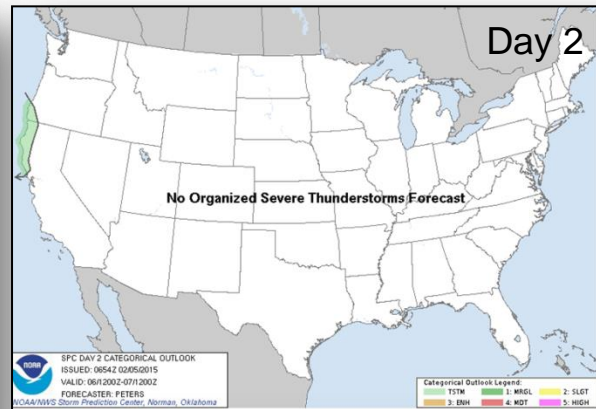 Day 2
No Organized Severe Thunderstorms Forecast
NOAA
SPC DAY 2 CATEGORICAL OUTLOOK
ISSUED: 0654Z 02/05/2015
VALID: 06/1200Z-07/1200Z
FORECASTER: PETERS
NOAA/NWS Storm Prediction Center, Norman, Oklahoma
Categorical Outlook Legend:
TSTM 1: MRGL 2: SLGT
3: ENH 4: MDT 5: HIGH